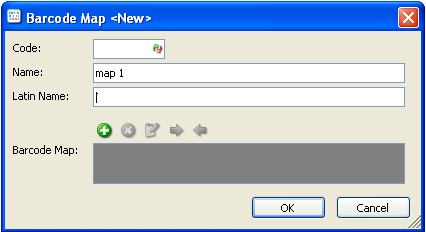 Barcode Map <New>
Code:
Name: map 1
Latin Name:
Barcode Map:
OK Cancel